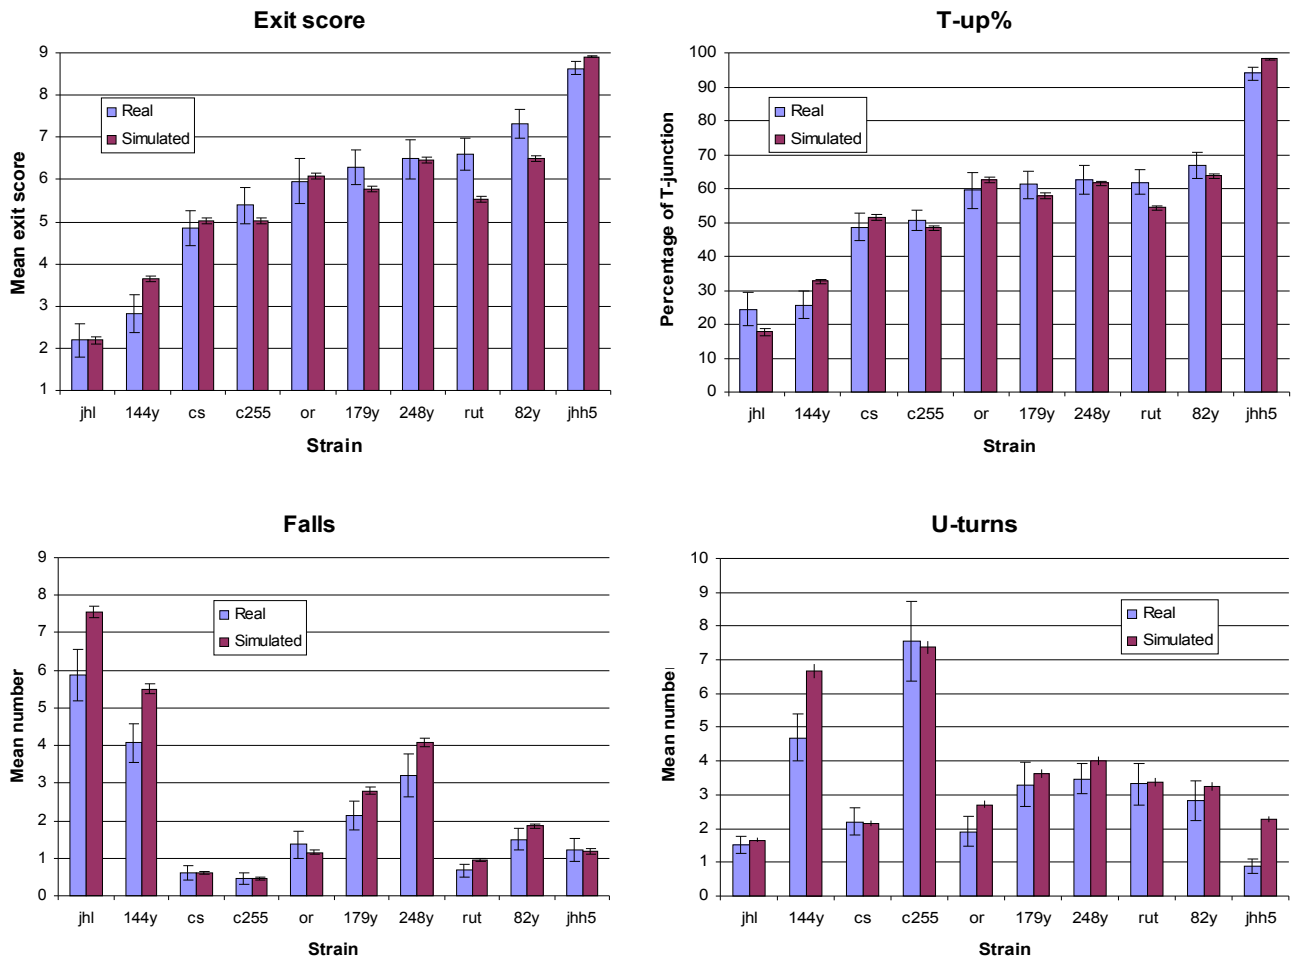 Exit score
9
8
7
6
5
4
3
2
1
Mean exit score
Real
Simulated
jhl 144y cs c255 or 179y 248y rut 82y jhh5
Strain
T-up%
100
90
80
70
60
50
40
30
20
10
0
Percentage of T-junction
Real
Simulated
jhl 144y cs c255 or 179y 248y rut 82y jhh5
Strain
Falls
9
8
7
6
5
4
3
2
1
0
Mean number
Real
Simulated
jhl 144y cs c255 or 179y 248y rut 82y jhh5
Strain
U-turns
10
9
8
7
6
5
4
3
2
1
0
Mean number
Real
Simulated
jhl 144y cs c255 or 179y 248y rut 82y jhh5
Strain